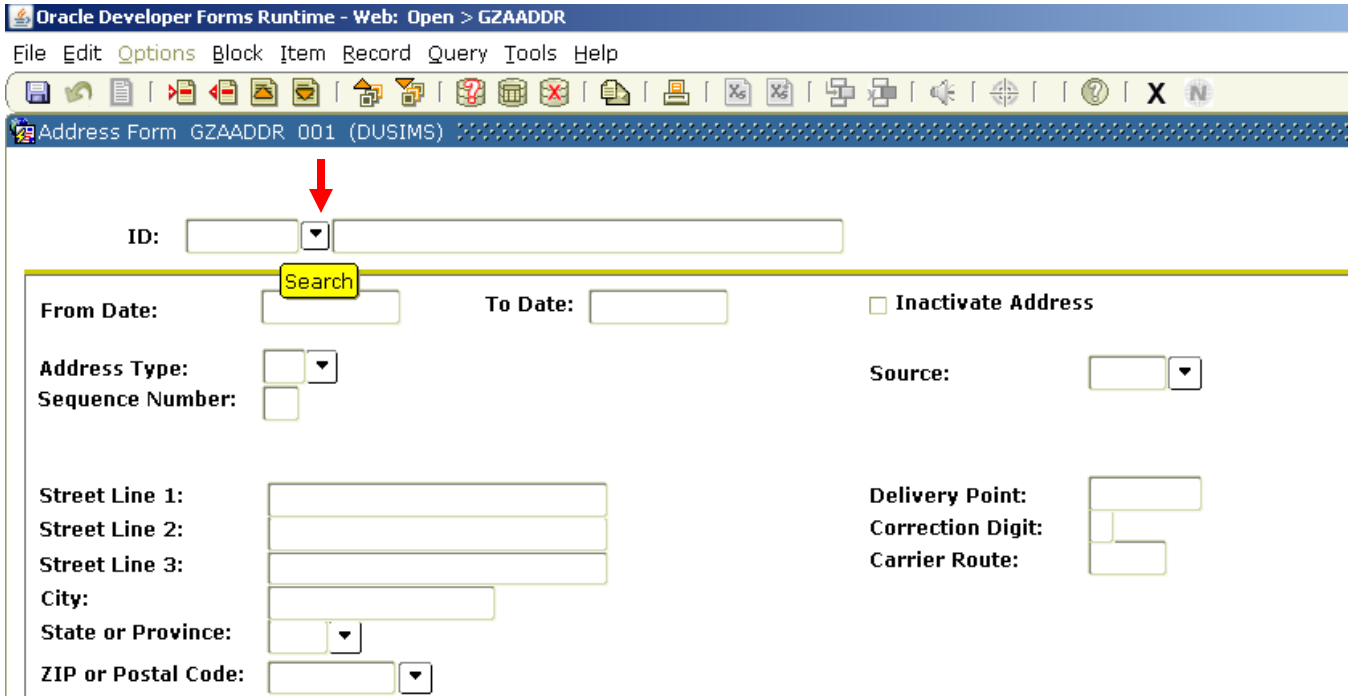 Oracle Developer Forms Runtime - Web: Open > GZAADDR
File Edit Options Block Item Record Query Tools Help
Address Form GZAADDR 001 (DUSIMS)
ID:
Search
From Date: To Date: Inactivate Address
Address Type: Source:
Sequence Number:
Street Line 1: Delivery Point:
Street Line 2: Correction Digit:
Street Line 3: Carrier Route:
City:
State or Province:
ZIP or Postal Code: